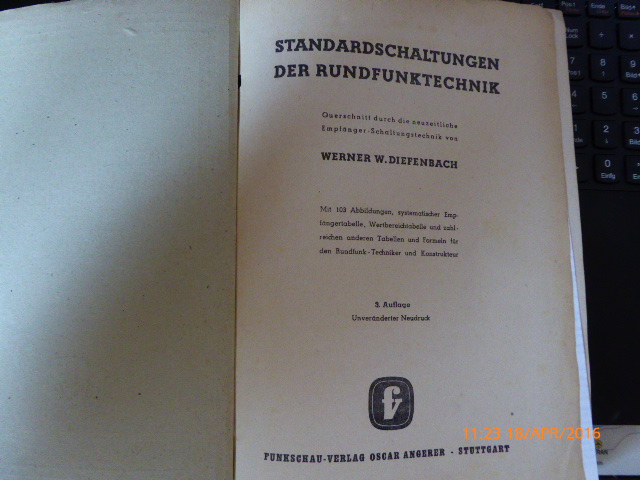 STANDARDSCHALTUNGEN
DER RUNDFUNKTECHNIK
Querschnitt durch die neuzeitliche
Empfänger-Schaltungstechnik von
WERNER W. DIEFENBACH
Mit 103 Abbildungen, systematischer Emp-
fängertabelle, Wertbereichtabelle und zahl-
reichen anderen Tabellen und Formeln für
den Rundfunk-Techniker und Konstrukteur
3. Auflage
Unveränderter Neudruck
fv
FUNKSCHAU-VERLAG OSCAR ANGERER - STUTTGART
11:23 18/APR/2016